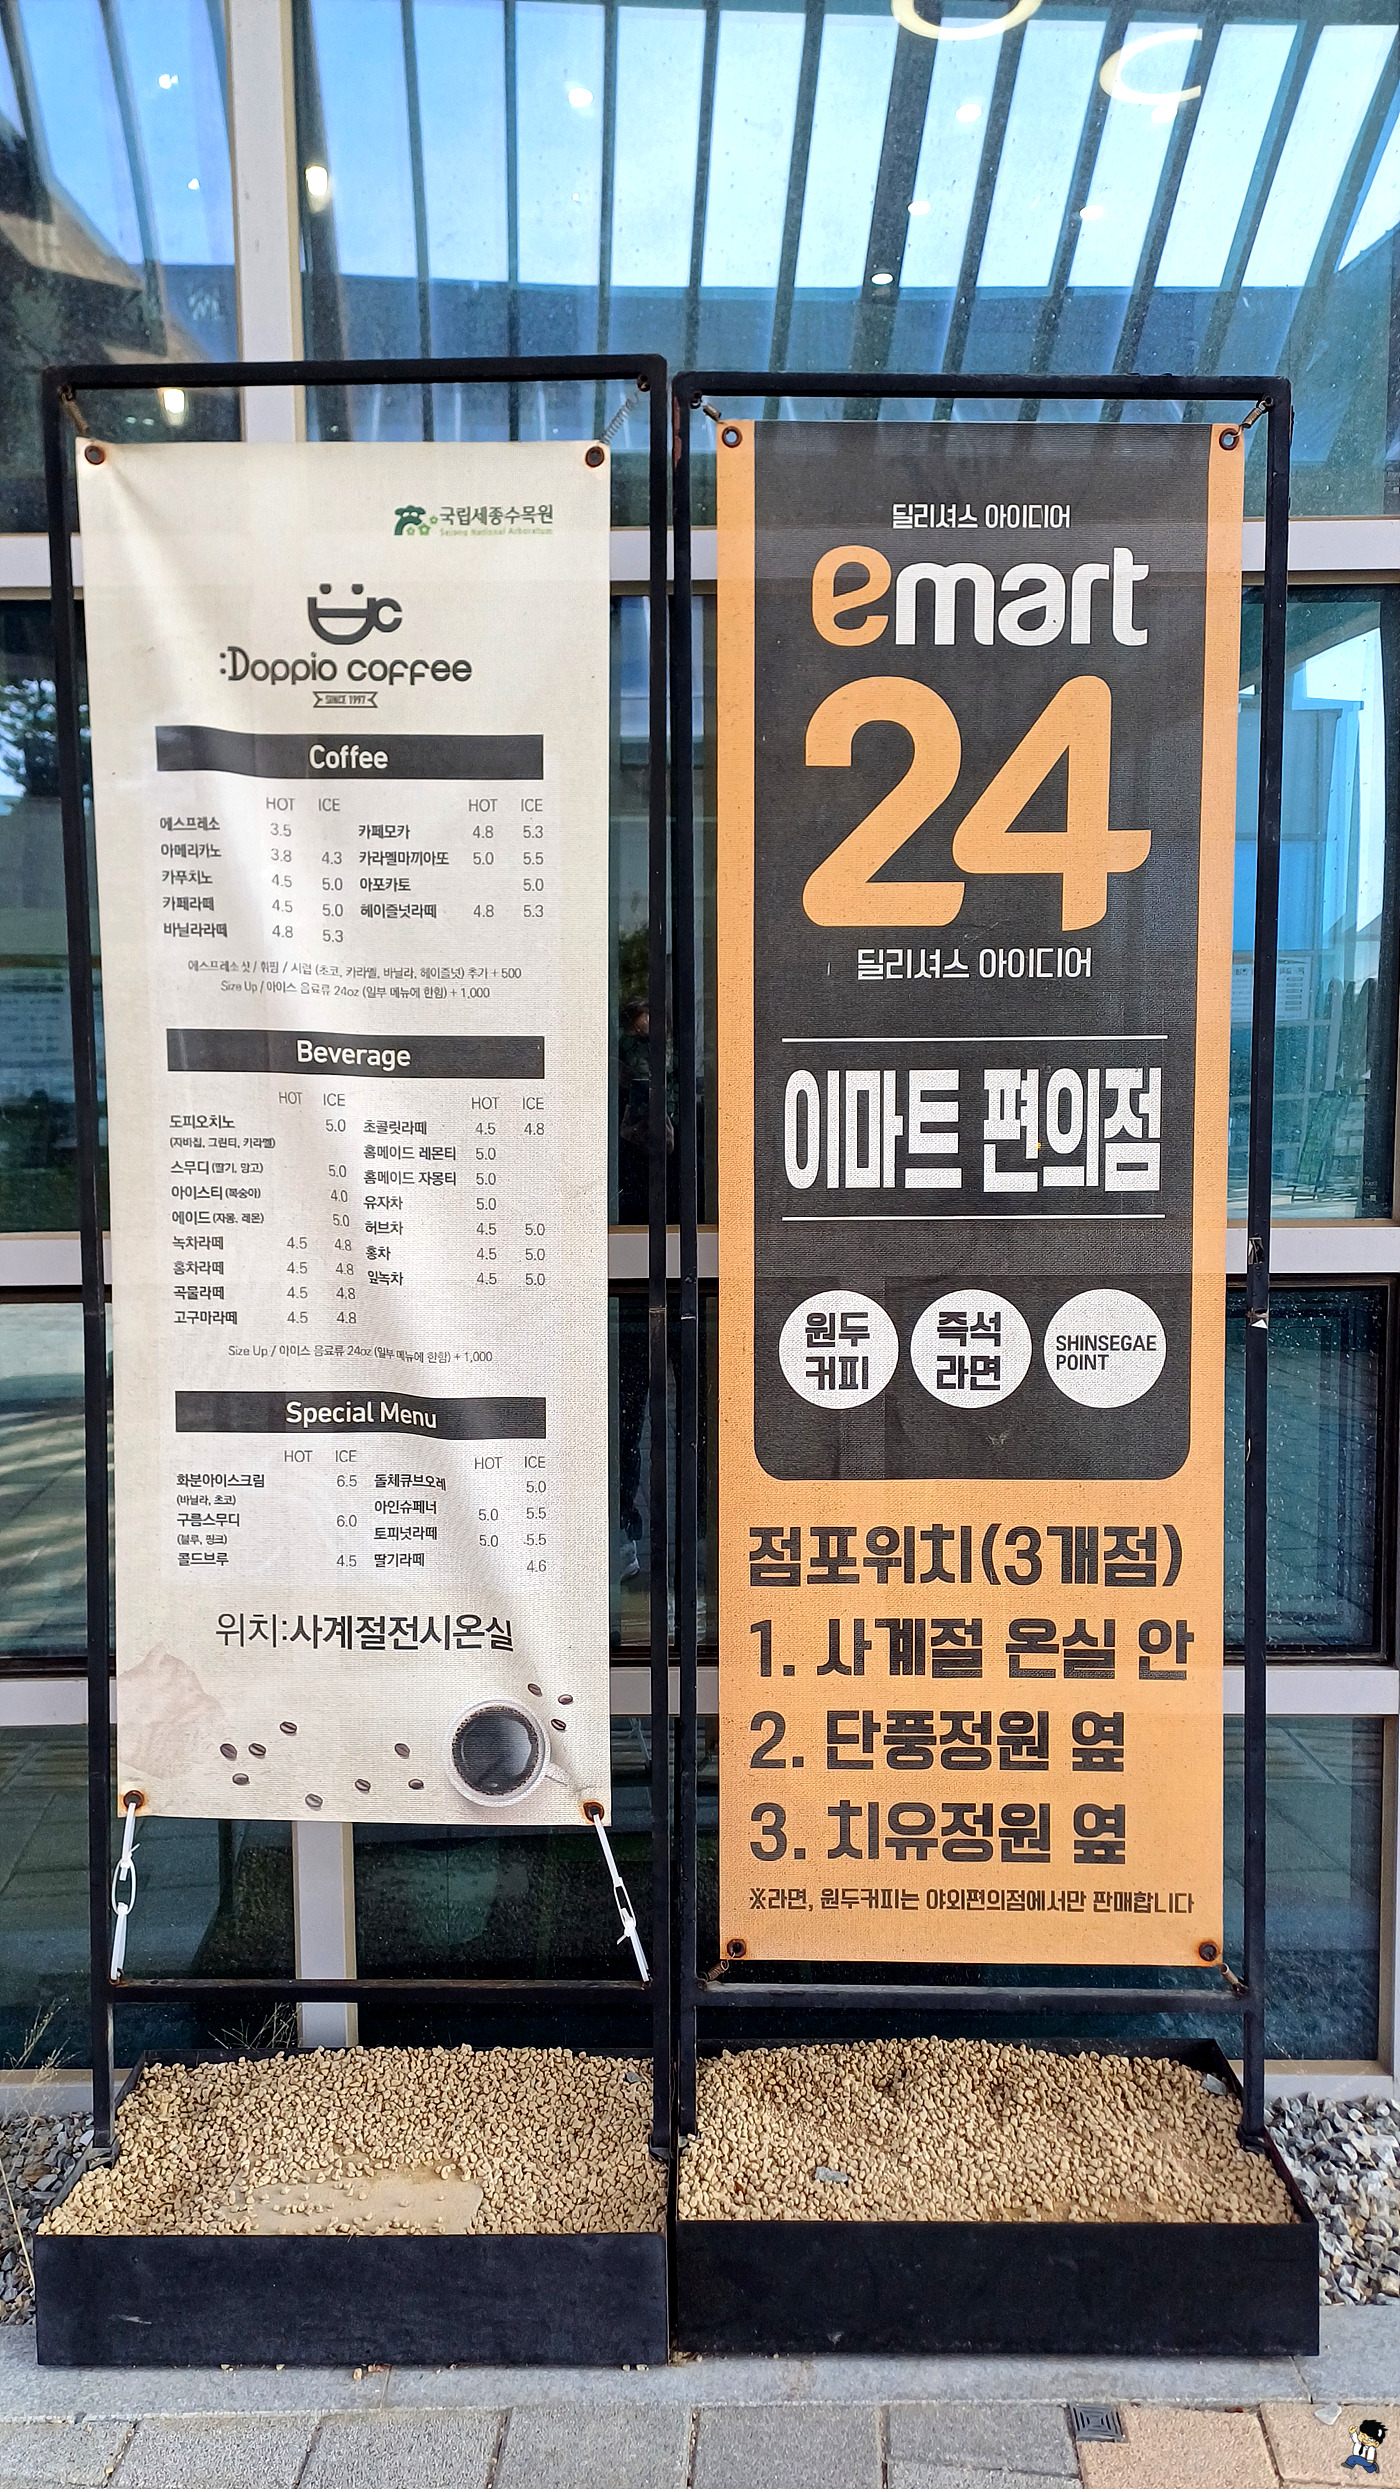 국립세종수목원
Sejong National Arboretum
:Doppio coffee
SINCE 1997
Coffee
HOT ICE HOT ICE
에스프레소 3.5 카페모카 4.8 5.3
아메리카노 3.8 4.3 카라멜마끼아또 5.0 5.5
카푸치노 4.5 5.0 아포카토 5.0
카페라떼 4.5 5.0 헤이즐넛라떼 4.8 5.3
바닐라라떼 4.8 5.3
에스프레소 샷 / 휘핑 / 시럽 (초코, 카라멜, 바닐라, 헤이즐넛) 추가 + 500
Size Up / 아이스 음료류 24oz (일부 메뉴에 한함) + 1,000
Beverage
HOT ICE HOT ICE
도피오치노 5.0 초콜릿라떼 4.5 4.8
(자바칩, 그린티, 카라멜) 홈메이드 레몬티 5.0
스무디 (딸기, 망고) 5.0 홈메이드 자몽티 5.0
아이스티 (복숭아) 4.0 유자차 5.0
에이드 (자몽, 레몬) 5.0 허브차 4.5 5.0
녹차라떼 4.5 4.8 홍차 4.5 5.0
홍차라떼 4.5 4.8 잎녹차 4.5 5.0
곡물라떼 4.5 4.8
고구마라떼 4.5 4.8
Size Up / 아이스 음료류 24oz (일부 메뉴에 한함) + 1,000
Special Menu
HOT ICE HOT ICE
화분아이스크림 6.5 돌체큐브오레 5.0
(바닐라, 초코) 아인슈페너 5.0 5.5
구름스무디 6.0 토피넛라떼 5.0 5.5
(블루, 핑크)
콜드브루 4.5 딸기라떼 4.6
위치:사계절전시온실
딜리셔스 아이디어
emart
24
딜리셔스 아이디어
이마트 편의점
원두 커피
즉석 라면
SHINSEGAE POINT
점포위치(3개점)
1. 사계절 온실 안
2. 단풍정원 옆
3. 치유정원 옆
※라면, 원두커피는 야외편의점에서만 판매합니다